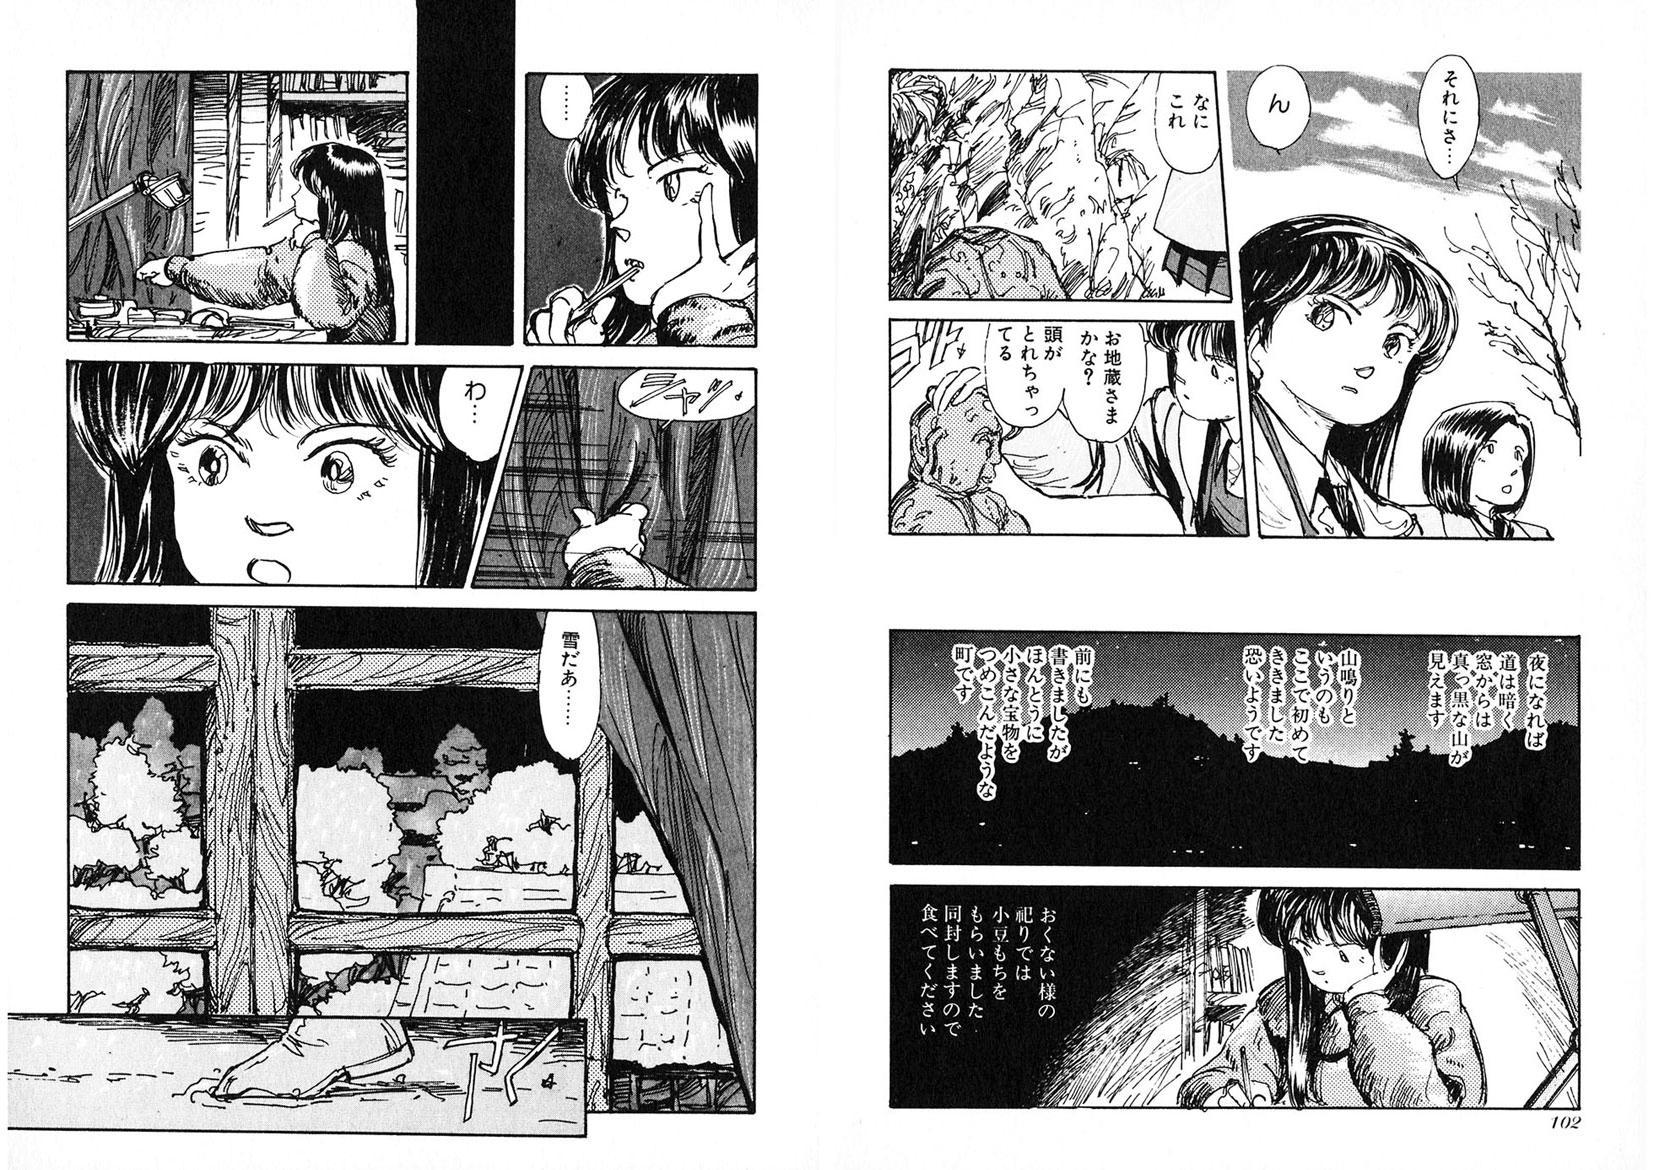 それにさ…
ん
なに
これ
お地蔵さま
かな？
頭が
とれちゃっ
てる
夜になれば
道は暗く
窓からは
真っ黒な山が
見えます
山鳴りと
いうのも
ここで初めて
ききました
恐いようです
前にも
書きましたが
ほんとうに
小さな宝物を
つめこんだような
町です
おくない様の
祀りでは
小豆もちを
もらいました
同封しますので
食べてください
102
……
シャッ
わ…
雪だぁ……
さく